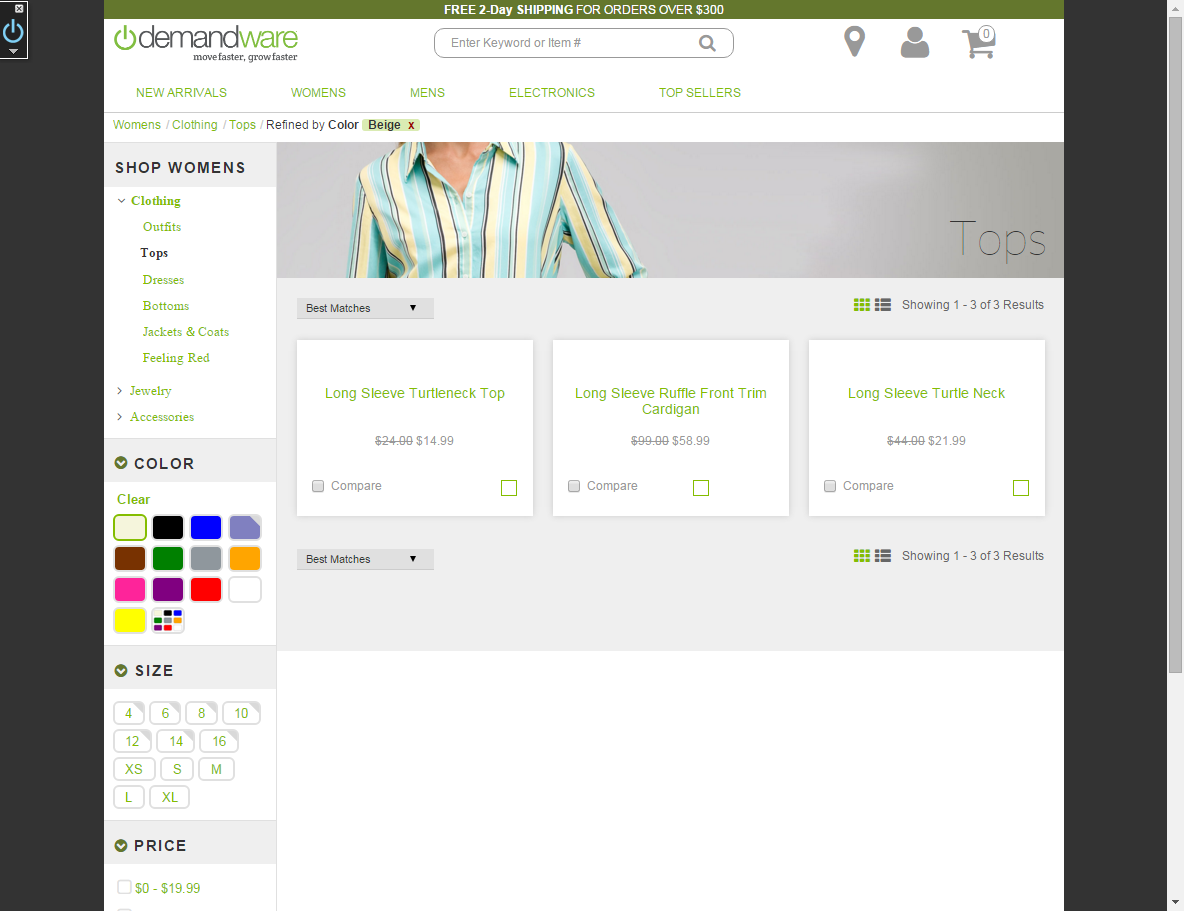 FREE 2-Day SHIPPING FOR ORDERS OVER $300
demandware
move faster, grow faster
Enter Keyword or Item #
0
NEW ARRIVALS WOMENS MENS ELECTRONICS TOP SELLERS
Womens / Clothing / Tops / Refined by Color Beige x
SHOP WOMENS
Clothing
Outfits
Tops
Dresses
Bottoms
Jackets & Coats
Feeling Red
Jewelry
Accessories
COLOR
Clear
SIZE
4 6 8 10
12 14 16
XS S M
L XL
PRICE
$0 - $19.99
Tops
Best Matches
Showing 1 - 3 of 3 Results
Long Sleeve Turtleneck Top
$24.00 $14.99
Compare
Long Sleeve Ruffle Front Trim
Cardigan
$99.00 $58.99
Compare
Long Sleeve Turtle Neck
$44.00 $21.99
Compare
Best Matches
Showing 1 - 3 of 3 Results